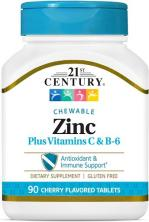 21st
CENTURY®
CHEWABLE
Zinc
Plus Vitamins C & B-6
Antioxidant &
Immune Support*
DIETARY SUPPLEMENT | GLUTEN FREE
90 CHERRY FLAVORED TABLETS